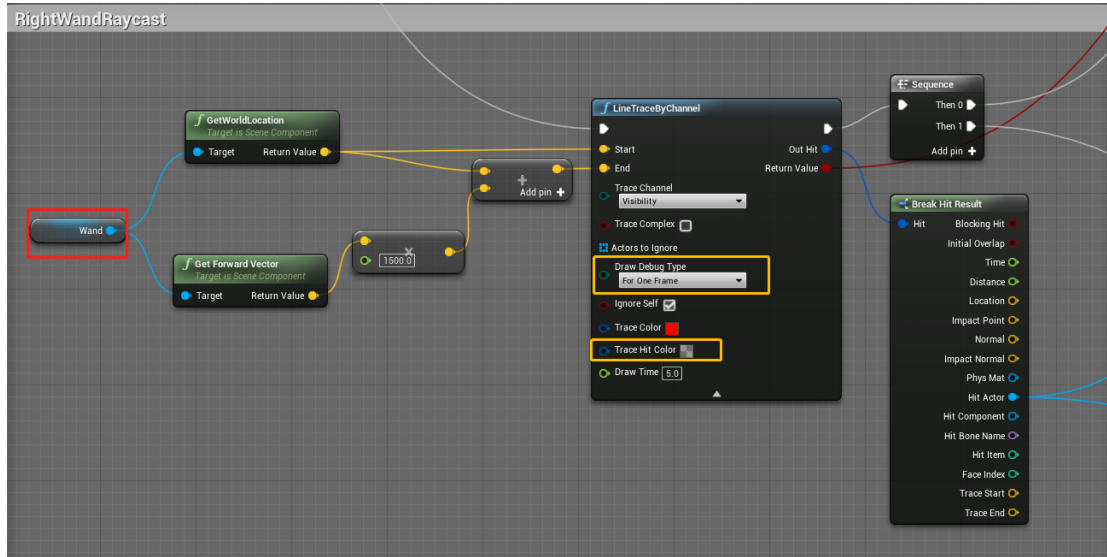 RightWandRaycast
GetWorldLocation
Target is Scene Component
Target Return Value
Wand
Get Forward Vector
Target is Scene Component
Target Return Value
1500.0
×
+
Add pin +
LineTraceByChannel
Start Out Hit
End Return Value
Trace Channel
Visibility
Trace Complex
Actors to Ignore
Draw Debug Type
For One Frame
Ignore Self
Trace Color
Trace Hit Color
Draw Time 5.0
Sequence
Then 0
Then 1
Add pin +
Break Hit Result
Hit Blocking Hit
Initial Overlap
Time
Distance
Location
Impact Point
Normal
Impact Normal
Phys Mat
Hit Actor
Hit Component
Hit Bone Name
Hit Item
Face Index
Trace Start
Trace End